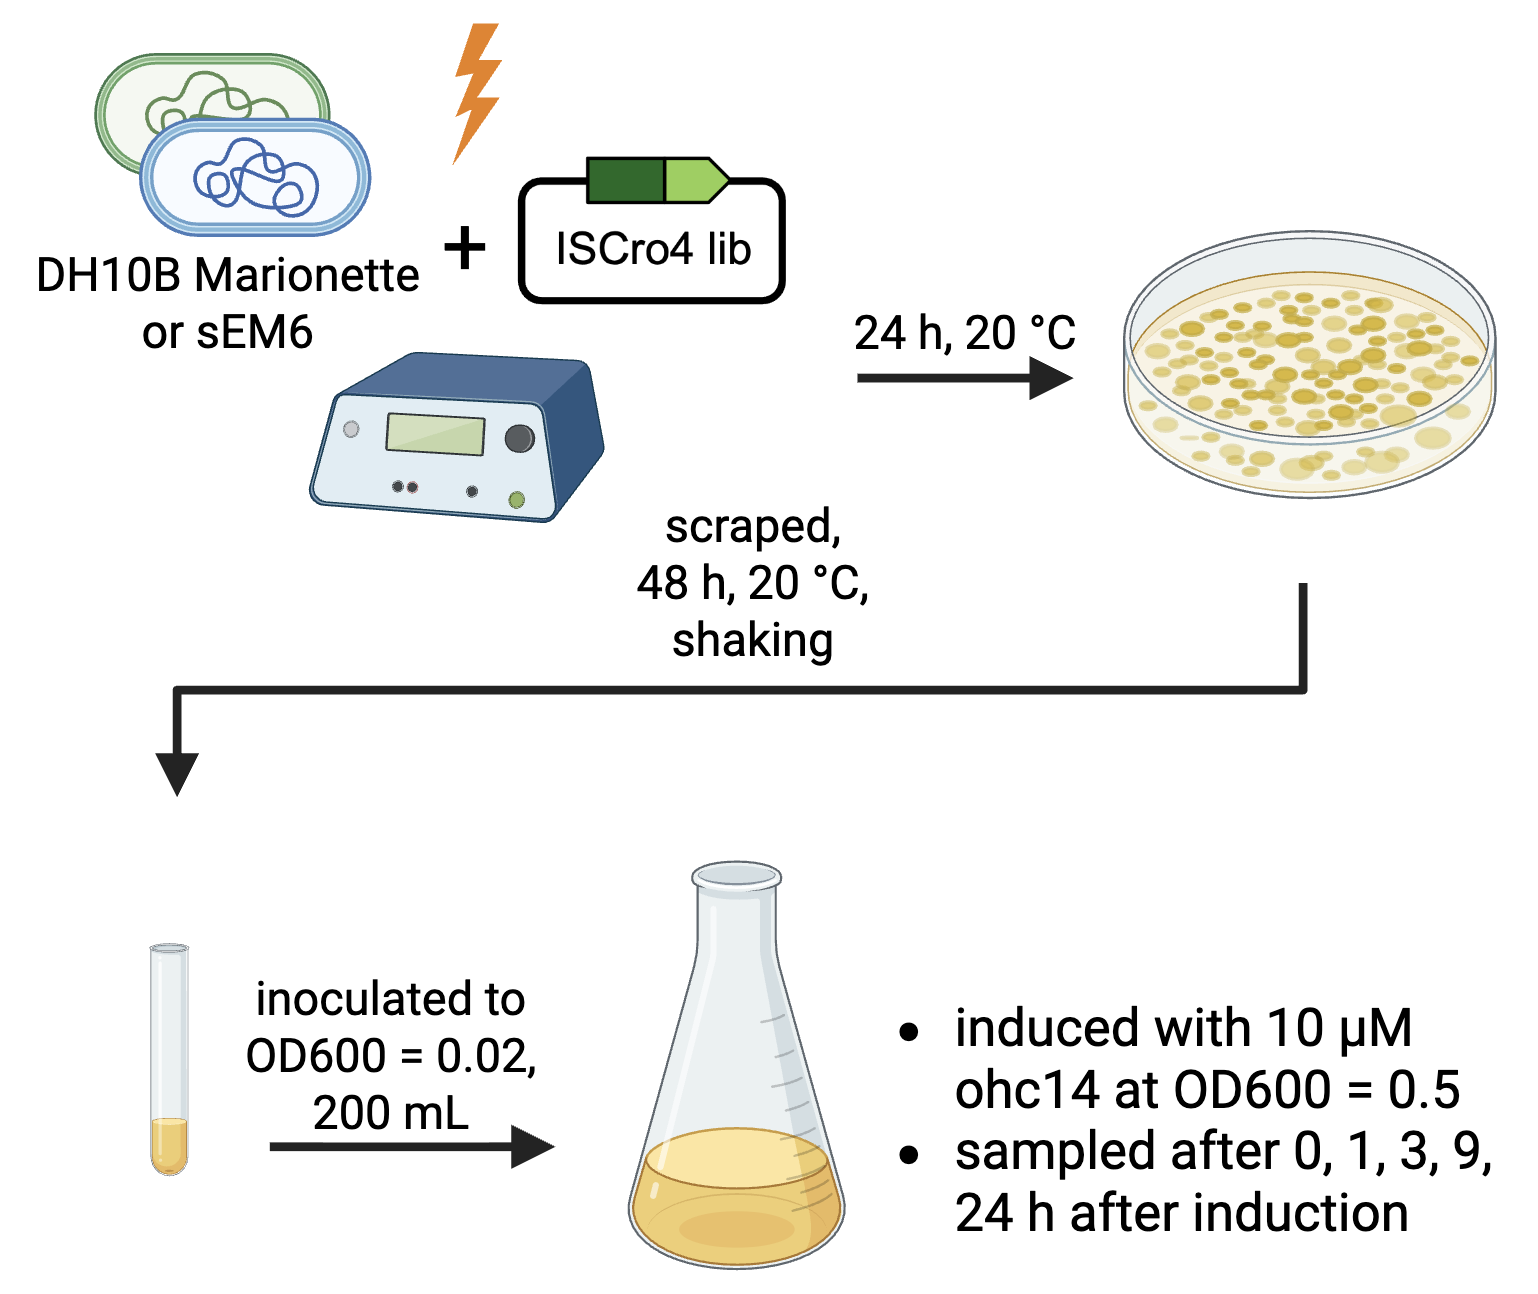 DH10B Marionette
or sEM6
+
ISCro4 lib
24 h, 20 °C
scraped,
48 h, 20 °C,
shaking
inoculated to
OD600 = 0.02,
200 mL
• induced with 10 µM
ohc14 at OD600 = 0.5
• sampled after 0, 1, 3, 9,
24 h after induction